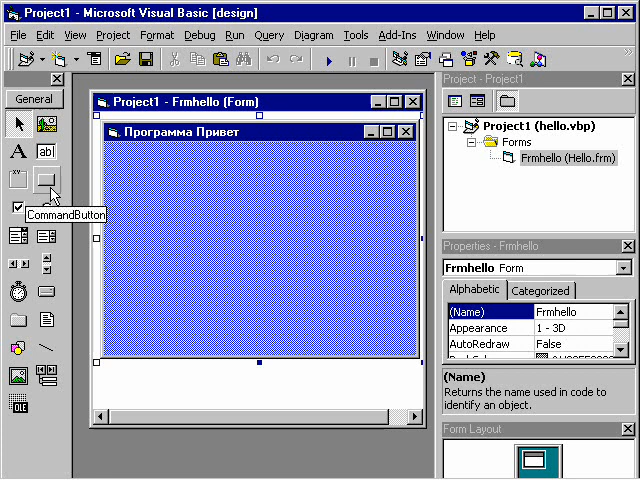 Project1 - Microsoft Visual Basic [design]
File Edit View Project Format Debug Run Query Diagram Tools Add-Ins Window Help
General
A
ab
xv
CommandButton
OLE
Project1 - Frmhello (Form)
Программа Привет
Project - Project1
Project1 (hello.vbp)
Forms
Frmhello (Hello.frm)
Properties - Frmhello
Frmhello Form
Alphabetic Categorized
(Name) Frmhello
Appearance 1 - 3D
AutoRedraw False
(Name)
Returns the name used in code to
identify an object.
Form Layout